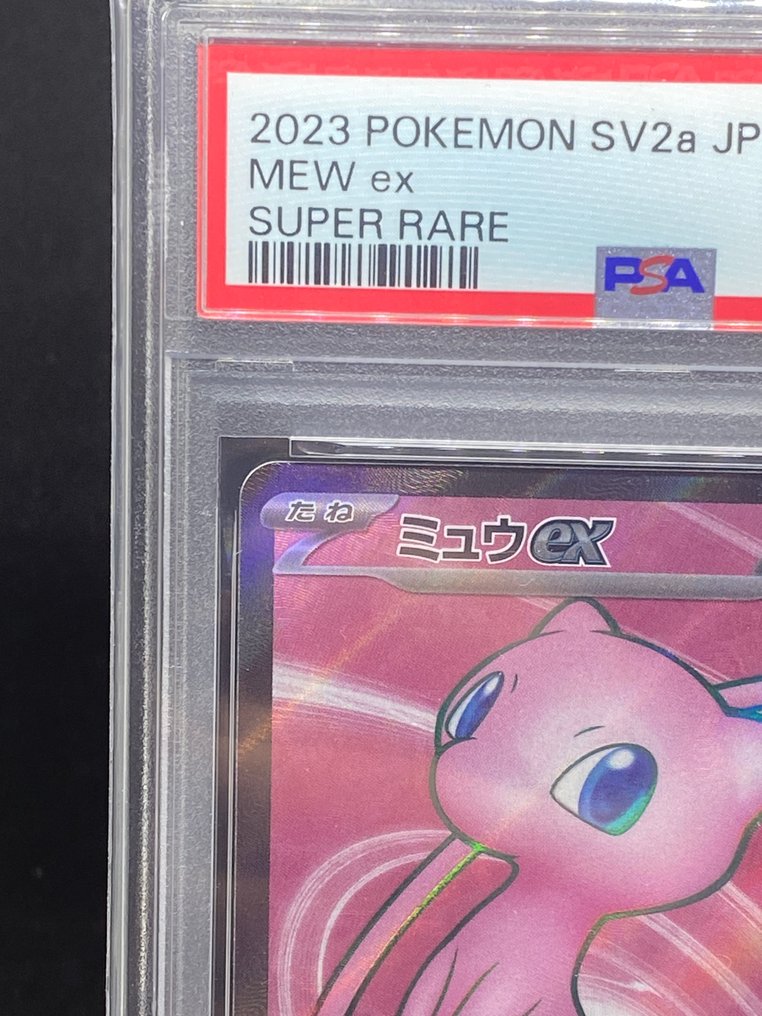 2023 POKEMON SV2a JP
MEW ex
SUPER RARE
PSA
たね
ミュウex